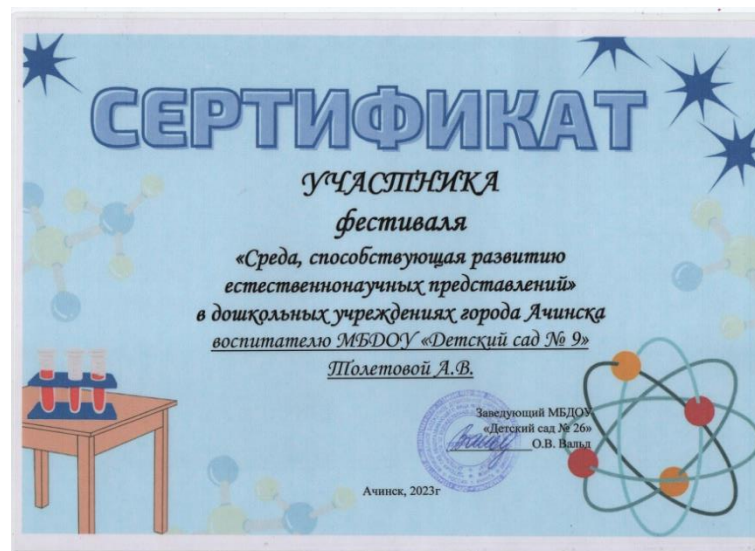 СЕРТИФИКАТ
УЧАСТНИКА
фестиваля
«Среда, способствующая развитию
естественнонаучных представлений»
в дошкольных учреждениях города Ачинска
воспитателю МБДОУ «Детский сад № 9»
Толетовой А.В.
Заведующий МБДОУ
«Детский сад № 26»
О.В. Вальд
Ачинск, 2023г